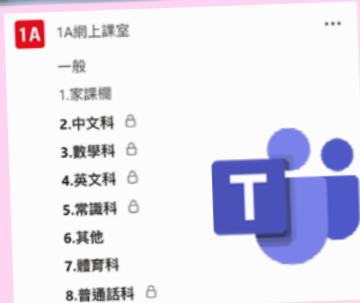 1A 1A網上課室 ...
一般
1.家課欄
2.中文科
3.數學科
4.英文科
5.常識科
6.其他
7.體育科
8.普通話科
T